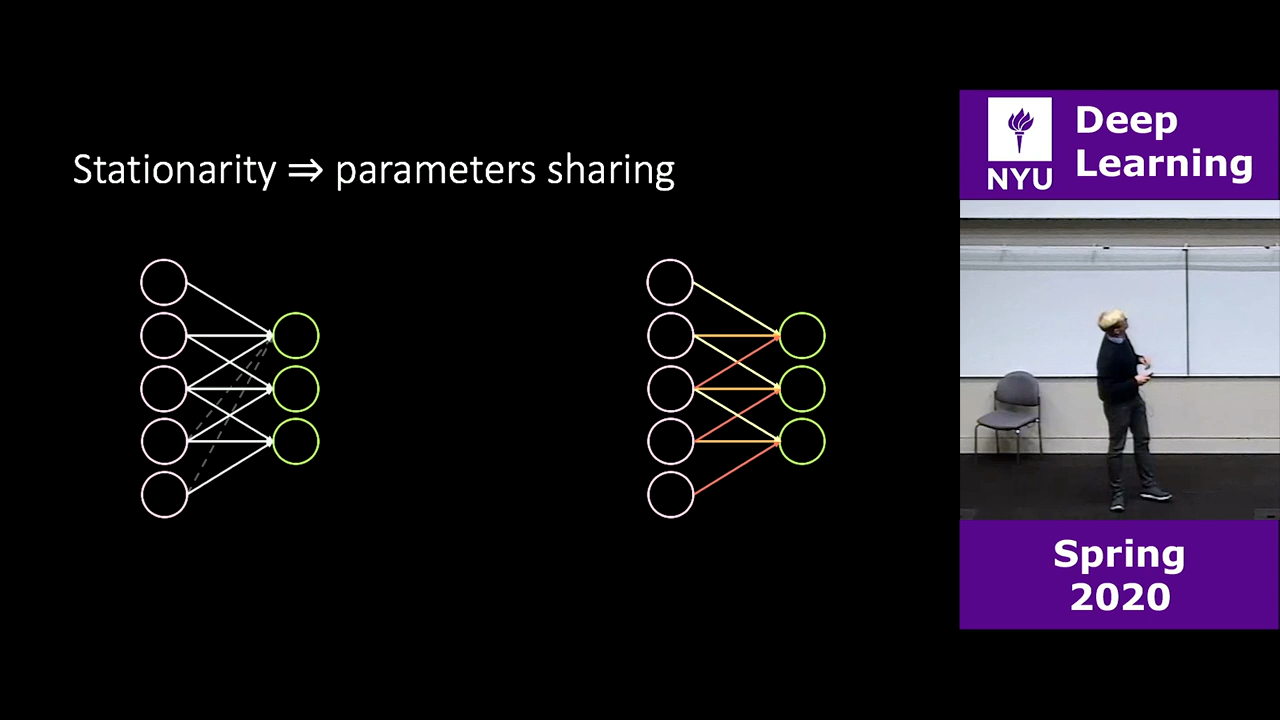 Stationarity ⇒ parameters sharing
NYU
Deep
Learning
Spring
2020